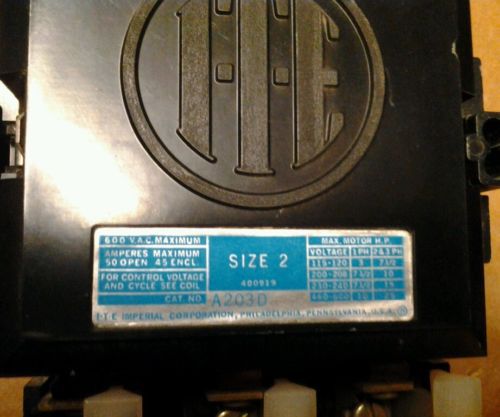 I·T·E
600 V.A.C. MAXIMUM
AMPERES MAXIMUM
50 OPEN 45 ENCL.
FOR CONTROL VOLTAGE
AND CYCLE SEE COIL
CAT. NO. A203D
SIZE 2
400919
MAX. MOTOR H.P.
VOLTAGE 1 PH 2 & 3 PH
115-120 3 7 1/2
200-208 7 1/2 10
230-240 7 1/2 15
440-600 10 25
I-T-E IMPERIAL CORPORATION, PHILADELPHIA, PENNSYLVANIA, U.S.A.